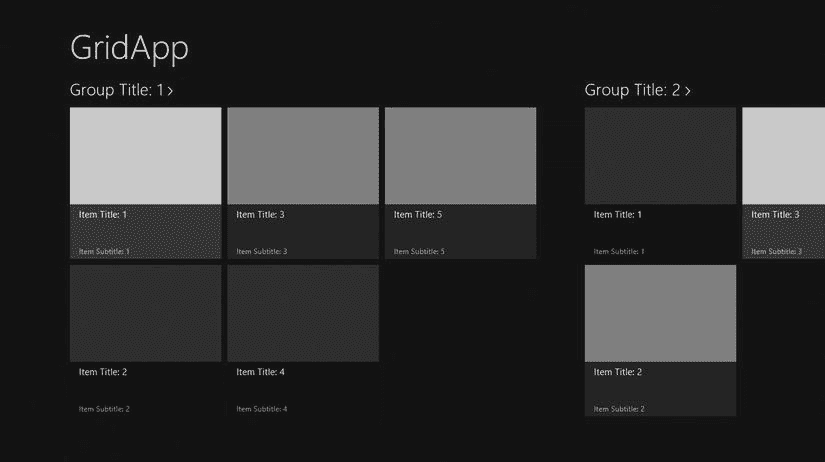 GridApp
Group Title: 1 >
Item Title: 1
Item Subtitle: 1
Item Title: 3
Item Subtitle: 3
Item Title: 5
Item Subtitle: 5
Item Title: 2
Item Subtitle: 2
Item Title: 4
Item Subtitle: 4
Group Title: 2 >
Item Title: 1
Item Subtitle: 1
Item Title: 3
Item Subtitle: 3
Item Title: 2
Item Subtitle: 2